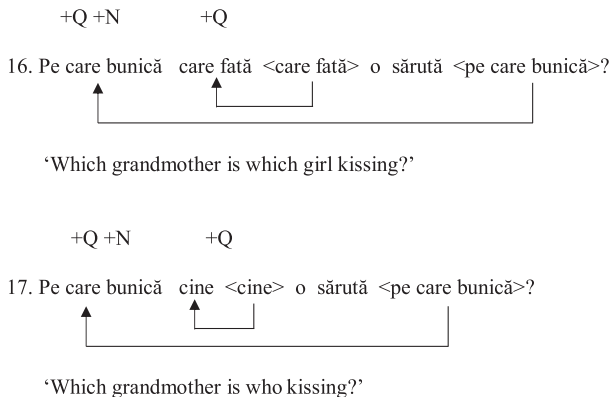 +Q +N +Q
16. Pe care bunică care fată <care fată> o sărută <pe care bunică>?
‘Which grandmother is which girl kissing?’
+Q +N +Q
17. Pe care bunică cine <cine> o sărută <pe care bunică>?
‘Which grandmother is who kissing?’